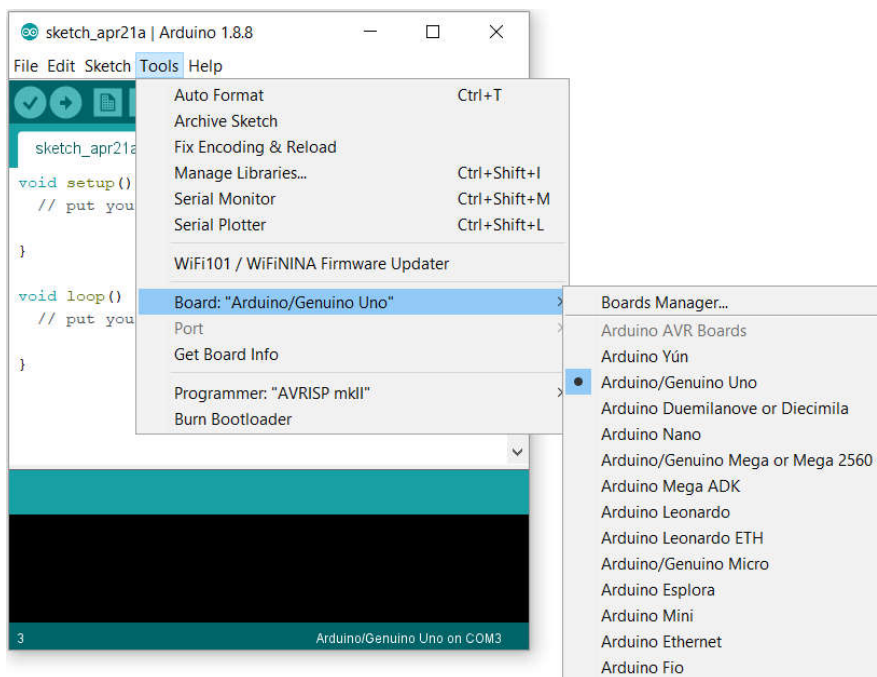 sketch_apr21a | Arduino 1.8.8
File Edit Sketch Tools Help
sketch_apr21a
void setup()
// put you
}
void loop()
// put you
}
Auto Format Ctrl+T
Archive Sketch
Fix Encoding & Reload
Manage Libraries... Ctrl+Shift+I
Serial Monitor Ctrl+Shift+M
Serial Plotter Ctrl+Shift+L
WiFi101 / WiFiNINA Firmware Updater
Board: "Arduino/Genuino Uno"
Port
Get Board Info
Programmer: "AVRISP mkII"
Burn Bootloader
Boards Manager...
Arduino AVR Boards
Arduino Yún
Arduino/Genuino Uno
Arduino Duemilanove or Diecimila
Arduino Nano
Arduino/Genuino Mega or Mega 2560
Arduino Mega ADK
Arduino Leonardo
Arduino Leonardo ETH
Arduino/Genuino Micro
Arduino Esplora
Arduino Mini
Arduino Ethernet
Arduino Fio
3 Arduino/Genuino Uno on COM3